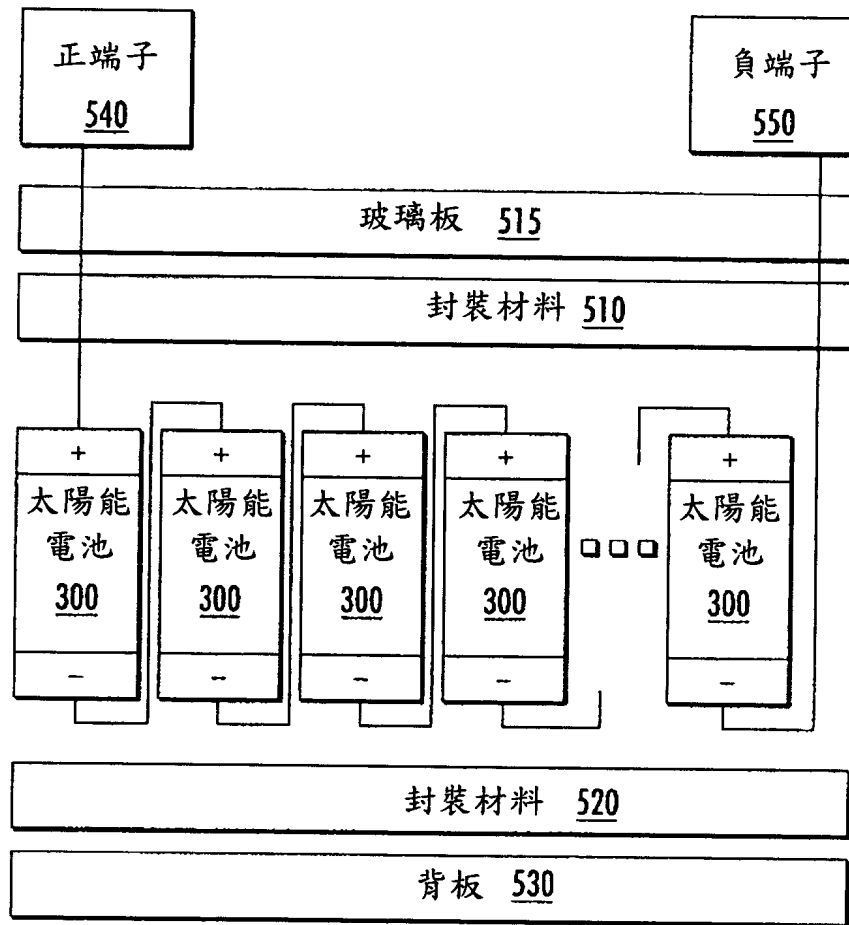 正端子
540
負端子
550
玻璃板 515
封裝材料 510
+
太陽能
電池
300
-
+
太陽能
電池
300
-
+
太陽能
電池
300
-
+
太陽能
電池
300
-
+
太陽能
電池
300
-
封裝材料 520
背板 530